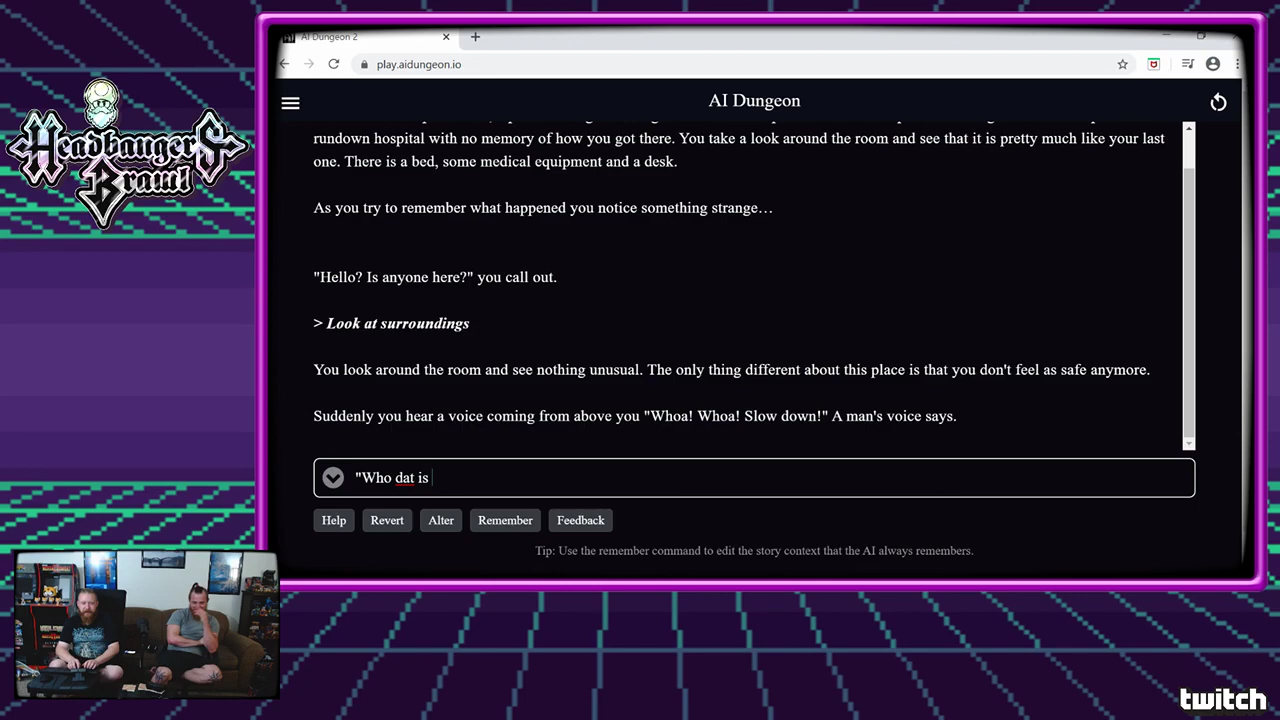 AI Dungeon 2
play.aidungeon.io
AI Dungeon
Headbangers
Brawl
rundown hospital with no memory of how you got there. You take a look around the room and see that it is pretty much like your last
one. There is a bed, some medical equipment and a desk.
As you try to remember what happened you notice something strange…
"Hello? Is anyone here?" you call out.
> Look at surroundings
You look around the room and see nothing unusual. The only thing different about this place is that you don't feel as safe anymore.
Suddenly you hear a voice coming from above you "Whoa! Whoa! Slow down!" A man's voice says.
"Who dat is
Help Revert Alter Remember Feedback
Tip: Use the remember command to edit the story context that the AI always remembers.
twitch